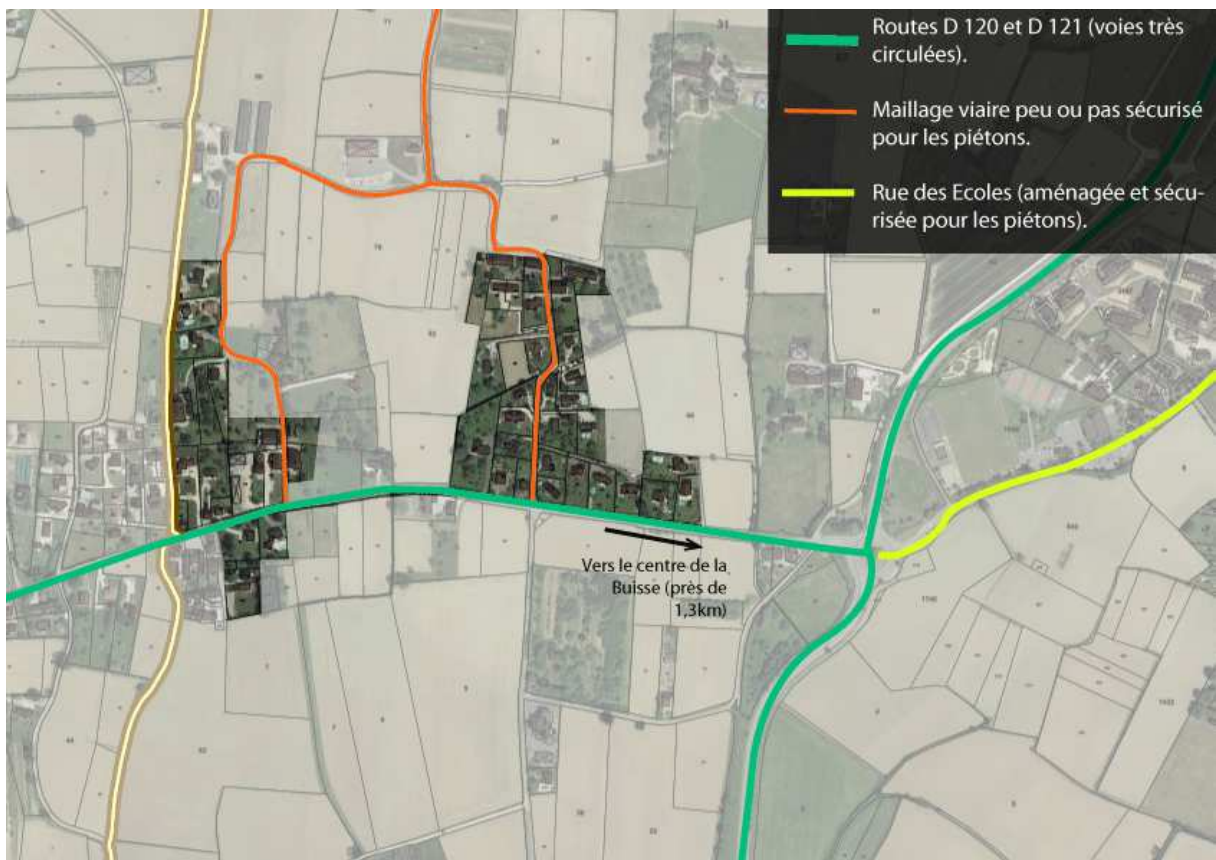 Routes D 120 et D 121 (voies très
circulées).
Maillage viaire peu ou pas sécurisé
pour les piétons.
Rue des Ecoles (aménagée et sécu-
risée pour les piétons).
Vers le centre de la
Buisse (près de
1,3km)